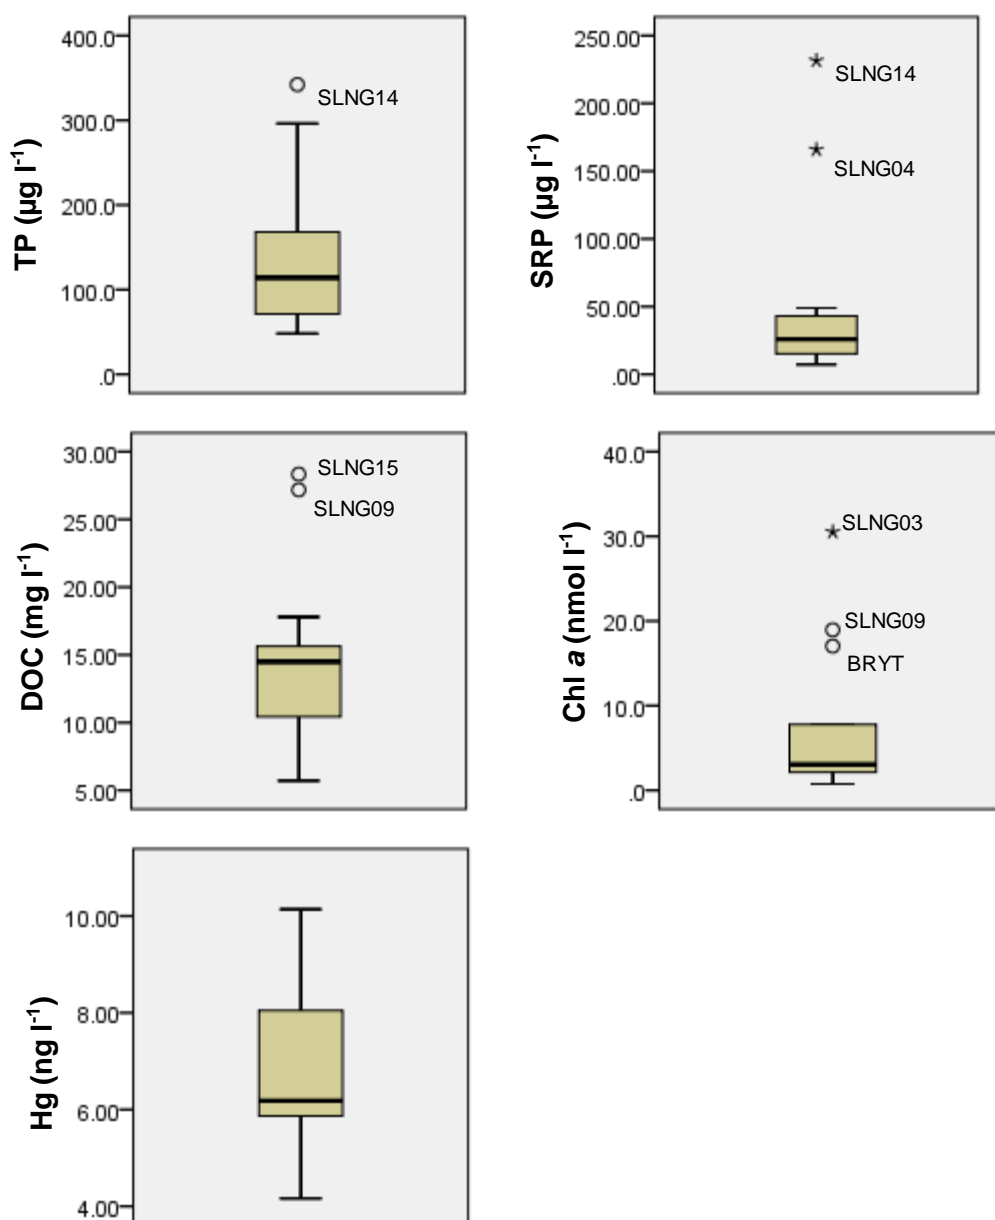 TP (µg l⁻¹)
400.0
300.0
200.0
100.0
.0
SLNG14
SRP (µg l⁻¹)
250.00
200.00
150.00
100.00
50.00
.00
SLNG14
SLNG04
DOC (mg l⁻¹)
30.00
25.00
20.00
15.00
10.00
5.00
SLNG15
SLNG09
Chl a (nmol l⁻¹)
40.0
30.0
20.0
10.0
.0
SLNG03
SLNG09
BRYT
Hg (ng l⁻¹)
10.00
8.00
6.00
4.00